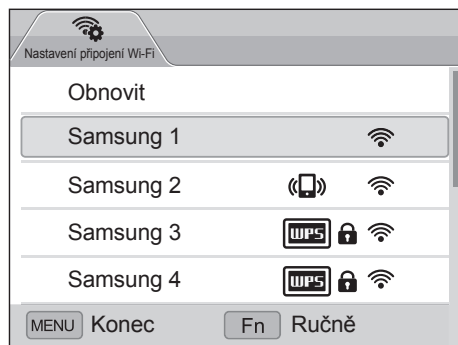 Nastavení připojení Wi-Fi
Obnovit
Samsung 1
Samsung 2
Samsung 3 WPS
Samsung 4 WPS
MENU Konec Fn Ručně